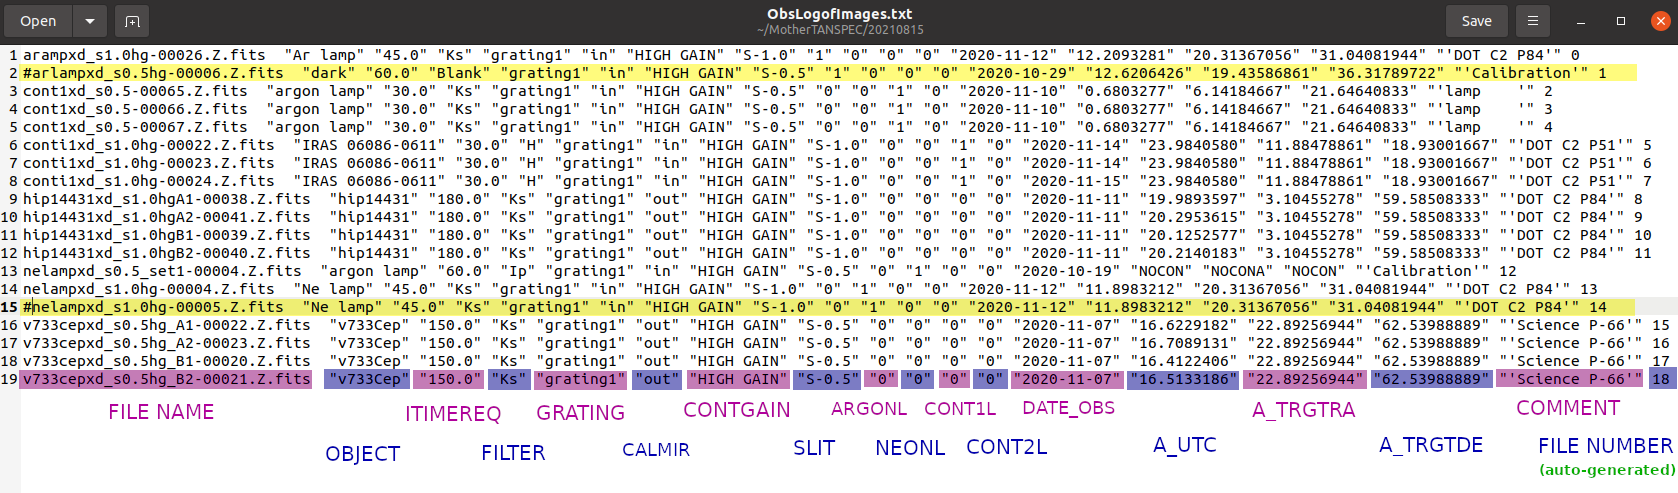 Open
ObsLogofImages.txt
~/MotherTANSPEC/20210815
Save
1 arampxd_s1.0hg-00026.Z.fits "Ar lamp" "45.0" "Ks" "grating1" "in" "HIGH GAIN" "S-1.0" "1" "0" "0" "0" "2020-11-12" "12.2093281" "20.31367056" "31.04081944" "'DOT C2 P84'" 0
2 #arlampxd_s0.5hg-00006.Z.fits "dark" "60.0" "Blank" "grating1" "in" "HIGH GAIN" "S-0.5" "1" "0" "0" "0" "2020-10-29" "12.6206426" "19.43586861" "36.31789722" "'Calibration'" 1
3 cont1xd_s0.5-00065.Z.fits "argon lamp" "30.0" "Ks" "grating1" "in" "HIGH GAIN" "S-0.5" "0" "0" "1" "0" "2020-11-10" "0.6803277" "6.14184667" "21.64640833" "'lamp '" 2
4 cont1xd_s0.5-00066.Z.fits "argon lamp" "30.0" "Ks" "grating1" "in" "HIGH GAIN" "S-0.5" "0" "0" "1" "0" "2020-11-10" "0.6803277" "6.14184667" "21.64640833" "'lamp '" 3
5 cont1xd_s0.5-00067.Z.fits "argon lamp" "30.0" "Ks" "grating1" "in" "HIGH GAIN" "S-0.5" "0" "0" "1" "0" "2020-11-10" "0.6803277" "6.14184667" "21.64640833" "'lamp '" 4
6 conti1xd_s1.0hg-00022.Z.fits "IRAS 06086-0611" "30.0" "H" "grating1" "in" "HIGH GAIN" "S-1.0" "0" "0" "1" "0" "2020-11-14" "23.9840580" "11.88478861" "18.93001667" "'DOT C2 P51'" 5
7 conti1xd_s1.0hg-00023.Z.fits "IRAS 06086-0611" "30.0" "H" "grating1" "in" "HIGH GAIN" "S-1.0" "0" "0" "1" "0" "2020-11-14" "23.9840580" "11.88478861" "18.93001667" "'DOT C2 P51'" 6
8 conti1xd_s1.0hg-00024.Z.fits "IRAS 06086-0611" "30.0" "H" "grating1" "in" "HIGH GAIN" "S-1.0" "0" "0" "1" "0" "2020-11-15" "23.9840580" "11.88478861" "18.93001667" "'DOT C2 P51'" 7
9 hip14431xd_s1.0hgA1-00038.Z.fits "hip14431" "180.0" "Ks" "grating1" "out" "HIGH GAIN" "S-1.0" "0" "0" "0" "0" "2020-11-11" "19.9893597" "3.10455278" "59.58508333" "'DOT C2 P84'" 8
10 hip14431xd_s1.0hgA2-00041.Z.fits "hip14431" "180.0" "Ks" "grating1" "out" "HIGH GAIN" "S-1.0" "0" "0" "0" "0" "2020-11-11" "20.2953615" "3.10455278" "59.58508333" "'DOT C2 P84'" 9
11 hip14431xd_s1.0hgB1-00039.Z.fits "hip14431" "180.0" "Ks" "grating1" "out" "HIGH GAIN" "S-1.0" "0" "0" "0" "0" "2020-11-11" "20.1252577" "3.10455278" "59.58508333" "'DOT C2 P84'" 10
12 hip14431xd_s1.0hgB2-00040.Z.fits "hip14431" "180.0" "Ks" "grating1" "out" "HIGH GAIN" "S-1.0" "0" "0" "0" "0" "2020-11-11" "20.2140183" "3.10455278" "59.58508333" "'DOT C2 P84'" 11
13 nelampxd_s0.5_set1-00004.Z.fits "argon lamp" "60.0" "Ip" "grating1" "in" "HIGH GAIN" "S-0.5" "0" "1" "0" "0" "2020-10-19" "NOCON" "NOCONA" "NOCON" "'Calibration'" 12
14 nelampxd_s1.0hg-00004.Z.fits "Ne lamp" "45.0" "Ks" "grating1" "in" "HIGH GAIN" "S-1.0" "0" "1" "0" "0" "2020-11-12" "11.8983212" "20.31367056" "31.04081944" "'DOT C2 P84'" 13
15 #nelampxd_s1.0hg-00005.Z.fits "Ne lamp" "45.0" "Ks" "grating1" "in" "HIGH GAIN" "S-1.0" "0" "1" "0" "0" "2020-11-12" "11.8983212" "20.31367056" "31.04081944" "'DOT C2 P84'" 14
16 v733cepxd_s0.5hg_A1-00022.Z.fits "v733Cep" "150.0" "Ks" "grating1" "out" "HIGH GAIN" "S-0.5" "0" "0" "0" "0" "2020-11-07" "16.6229182" "22.89256944" "62.53988889" "'Science P-66'" 15
17 v733cepxd_s0.5hg_A2-00023.Z.fits "v733Cep" "150.0" "Ks" "grating1" "out" "HIGH GAIN" "S-0.5" "0" "0" "0" "0" "2020-11-07" "16.7089131" "22.89256944" "62.53988889" "'Science P-66'" 16
18 v733cepxd_s0.5hg_B1-00020.Z.fits "v733Cep" "150.0" "Ks" "grating1" "out" "HIGH GAIN" "S-0.5" "0" "0" "0" "0" "2020-11-07" "16.4122406" "22.89256944" "62.53988889" "'Science P-66'" 17
19 v733cepxd_s0.5hg_B2-00021.Z.fits "v733Cep" "150.0" "Ks" "grating1" "out" "HIGH GAIN" "S-0.5" "0" "0" "0" "0" "2020-11-07" "16.5133186" "22.89256944" "62.53988889" "'Science P-66'" 18
FILE NAME ITIMEREQ GRATING CONTGAIN ARGONL CONT1L DATE_OBS A_TRGTRA COMMENT
OBJECT FILTER CALMIR SLIT NEONL CONT2L A_UTC A_TRGTDE FILE NUMBER
(auto-generated)